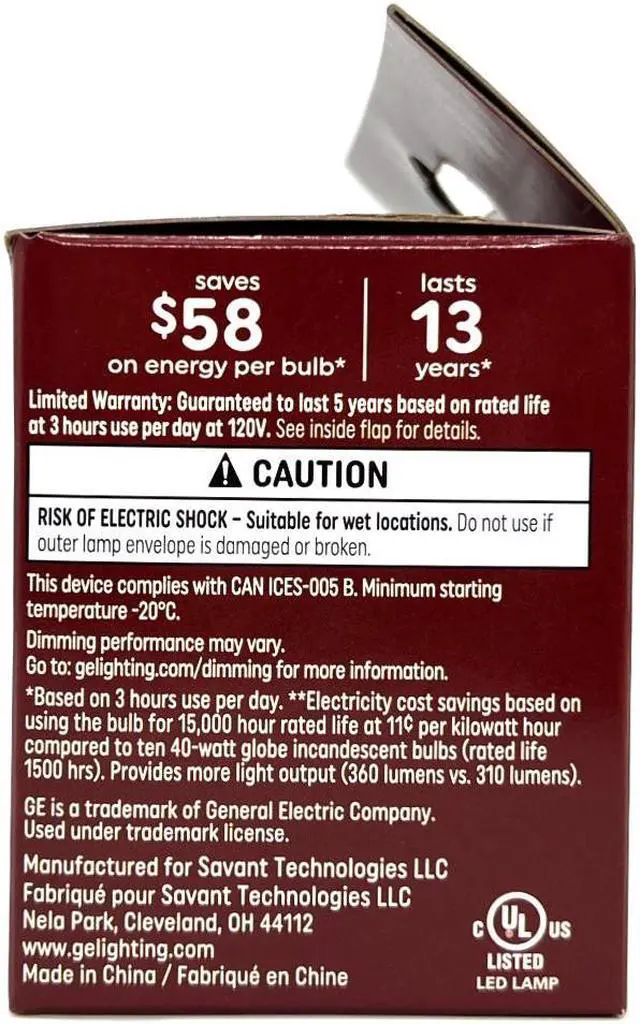 saves
$58
on energy per bulb*
lasts
13
years*
Limited Warranty: Guaranteed to last 5 years based on rated life
at 3 hours use per day at 120V. See inside flap for details.
CAUTION
RISK OF ELECTRIC SHOCK – Suitable for wet locations. Do not use if
outer lamp envelope is damaged or broken.
This device complies with CAN ICES-005 B. Minimum starting
temperature -20°C.
Dimming performance may vary.
Go to: gelighting.com/dimming for more information.
*Based on 3 hours use per day. **Electricity cost savings based on
using the bulb for 15,000 hour rated life at 11¢ per kilowatt hour
compared to ten 40-watt globe incandescent bulbs (rated life
1500 hrs). Provides more light output (360 lumens vs. 310 lumens).
GE is a trademark of General Electric Company.
Used under trademark license.
Manufactured for Savant Technologies LLC
Fabriqué pour Savant Technologies LLC
Nela Park, Cleveland, OH 44112
www.gelighting.com
Made in China / Fabriqué en Chine
C UL US
LISTED
LED LAMP